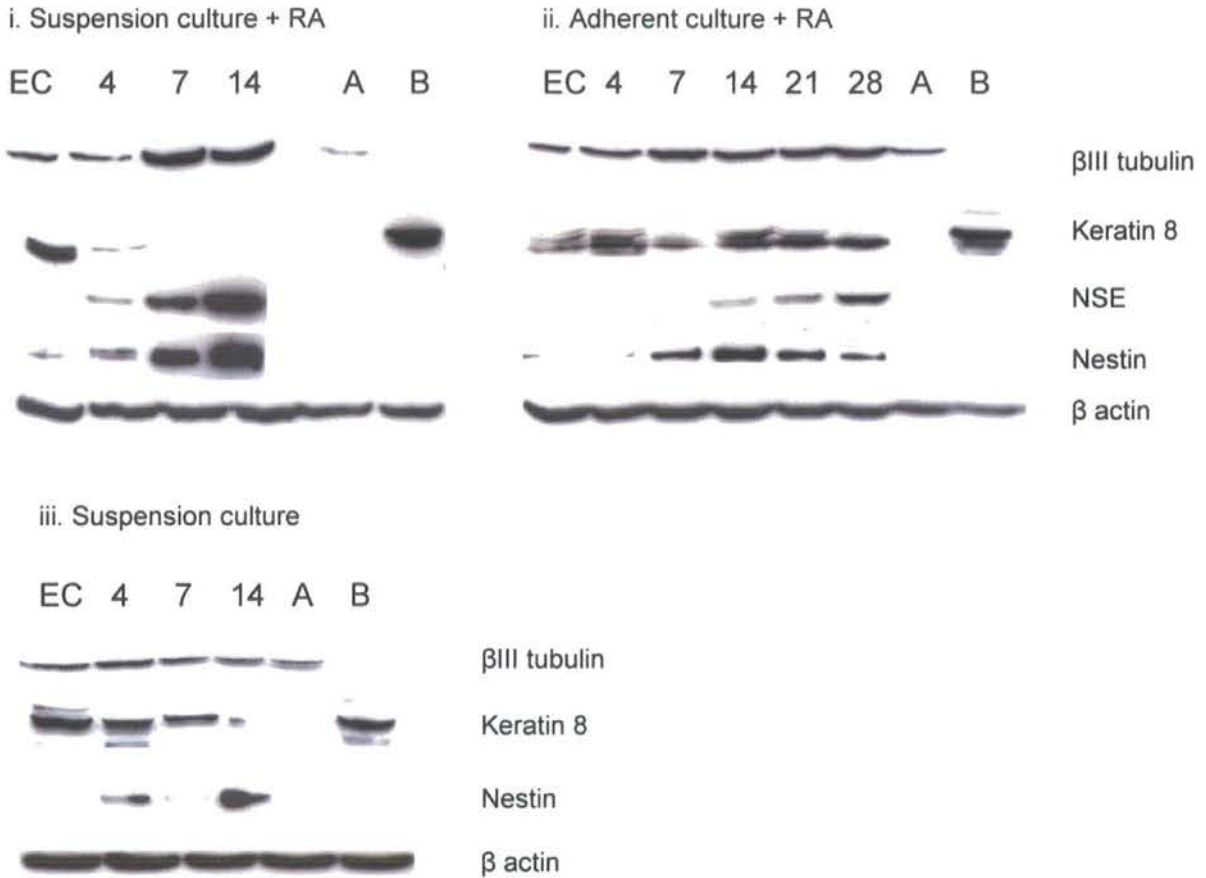 i. Suspension culture + RA
EC 4 7 14 A B
ii. Adherent culture + RA
EC 4 7 14 21 28 A B
βIII tubulin
Keratin 8
NSE
Nestin
β actin
iii. Suspension culture
EC 4 7 14 A B
βIII tubulin
Keratin 8
Nestin
β actin